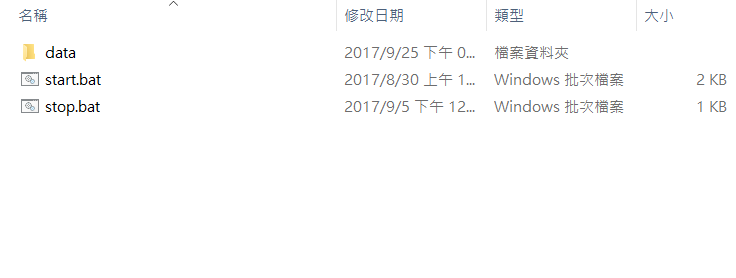 名稱 修改日期 類型 大小
data 2017/9/25 下午 0... 檔案資料夾
start.bat 2017/8/30 上午 1... Windows 批次檔案 2 KB
stop.bat 2017/9/5 下午 12... Windows 批次檔案 1 KB